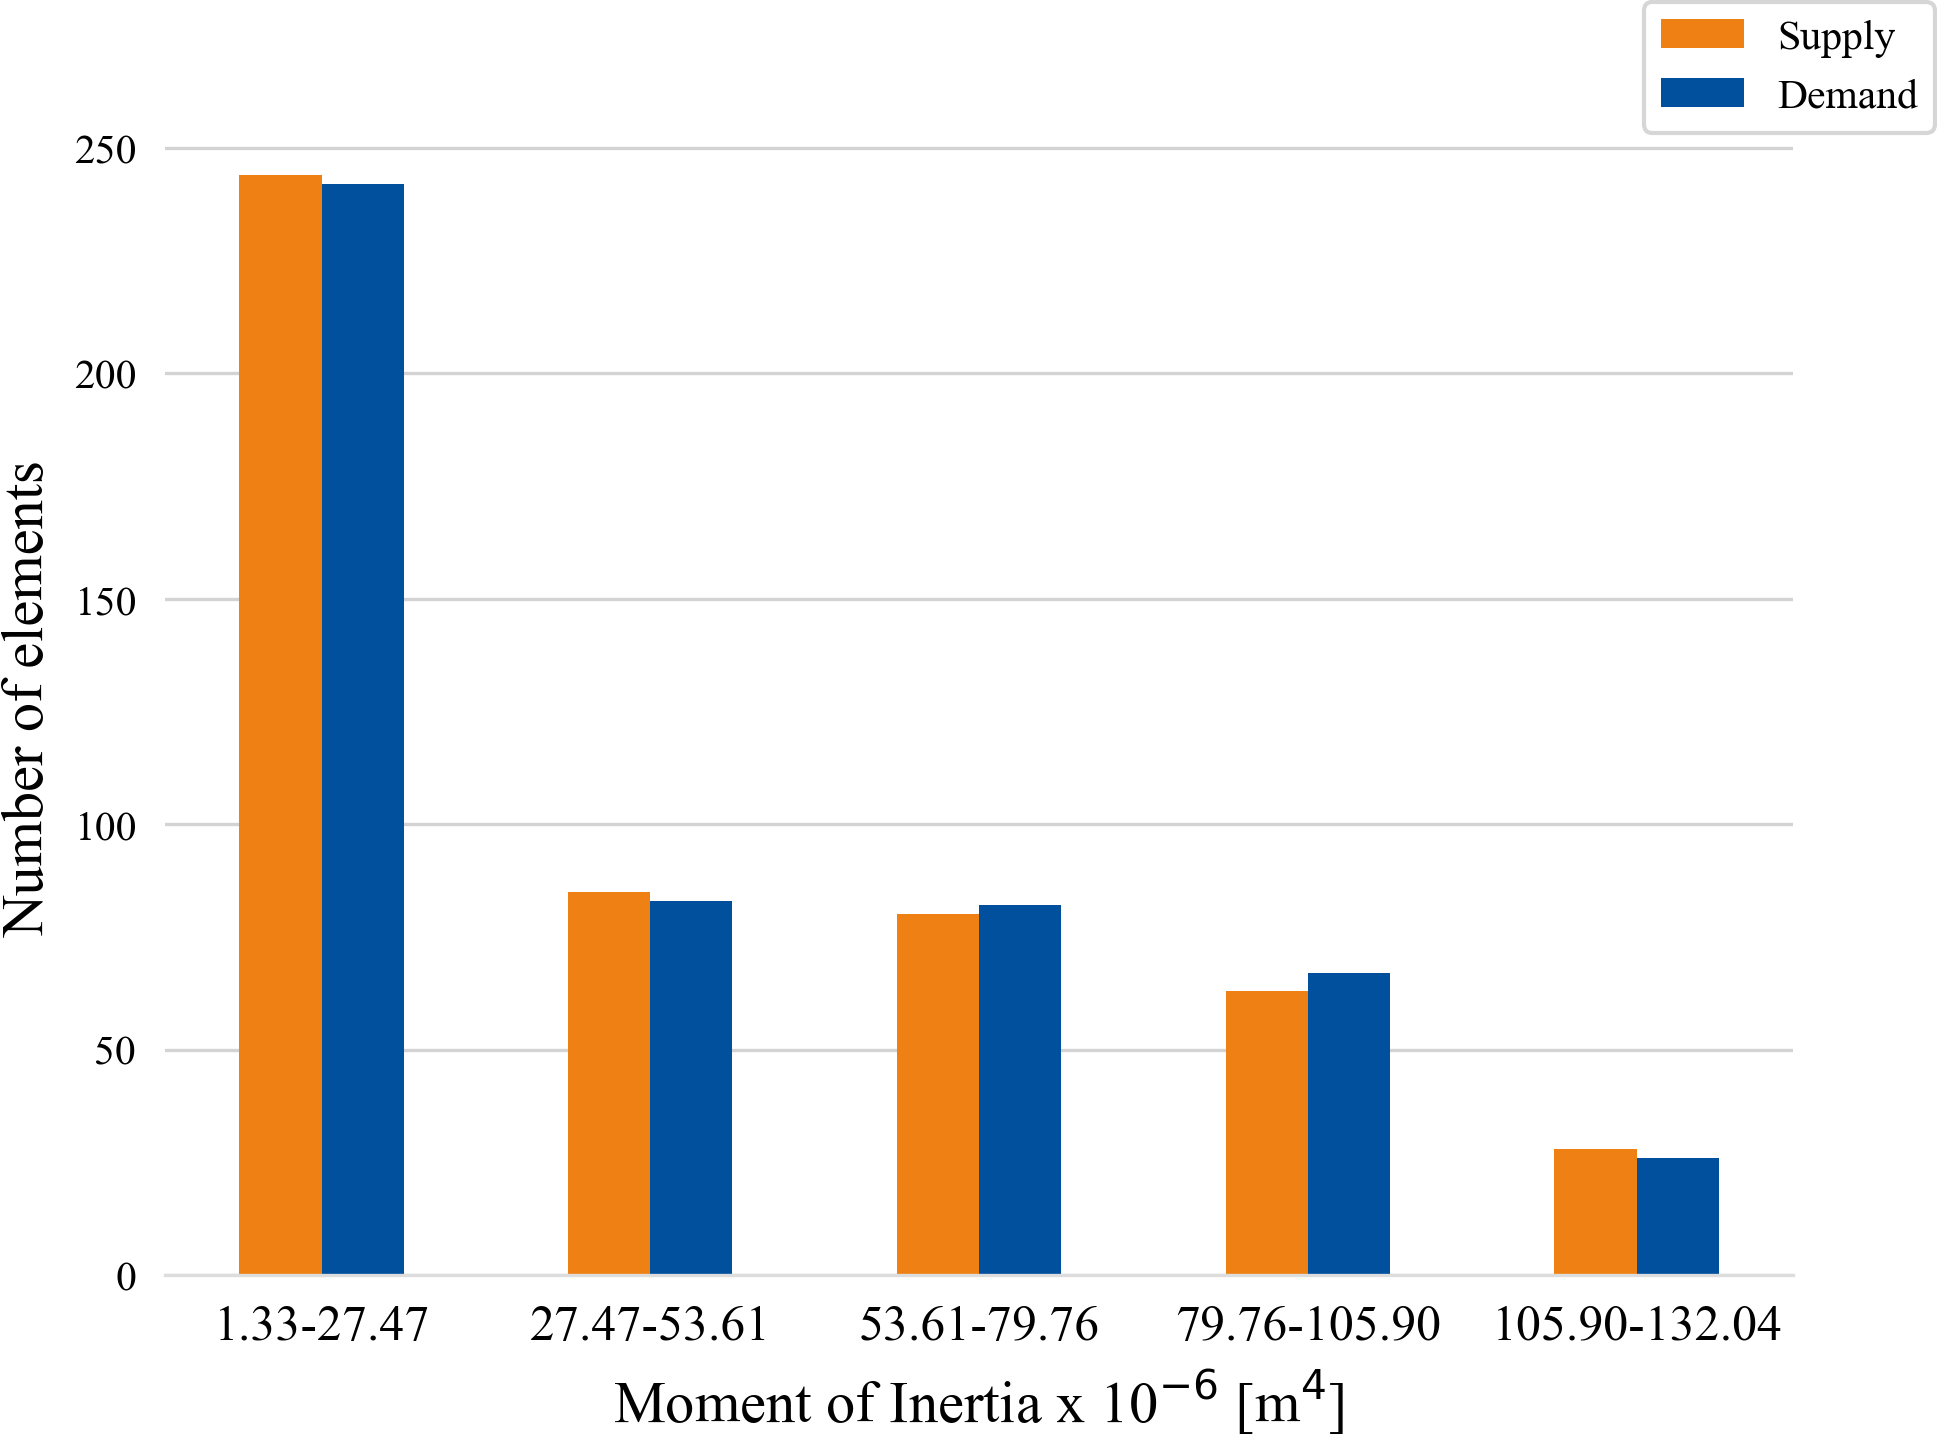 Supply
Demand
250
200
150
100
50
0
Number of elements
1.33-27.47 27.47-53.61 53.61-79.76 79.76-105.90 105.90-132.04
Moment of Inertia x 10⁻⁶ [m⁴]